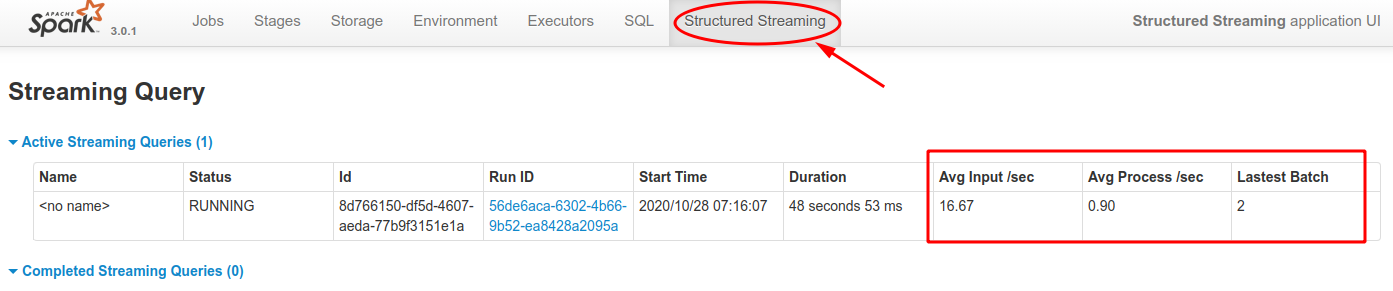 APACHE
Spark 3.0.1 Jobs Stages Storage Environment Executors SQL Structured Streaming Structured Streaming application UI
Streaming Query
Active Streaming Queries (1)
Name Status Id Run ID Start Time Duration Avg Input /sec Avg Process /sec Lastest Batch
<no name> RUNNING 8d766150-df5d-4607- 56de6aca-6302-4b66- 2020/10/28 07:16:07 48 seconds 53 ms 16.67 0.90 2
aeda-77b9f3151e1a 9b52-ea8428a2095a
Completed Streaming Queries (0)